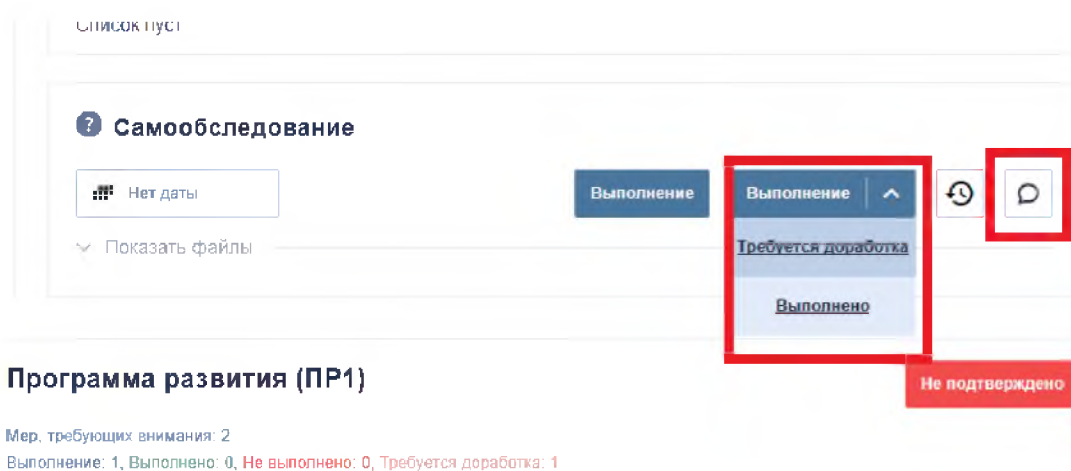 Список пуст
Самообследование
Нет даты
Выполнение
Выполнение
Показать файлы
Требуется доработка
Выполнено
Программа развития (ПР1)
Не подтверждено
Мер, требующих внимания: 2
Выполнение: 1, Выполнено: 0, Не выполнено: 0, Требуется доработка: 1